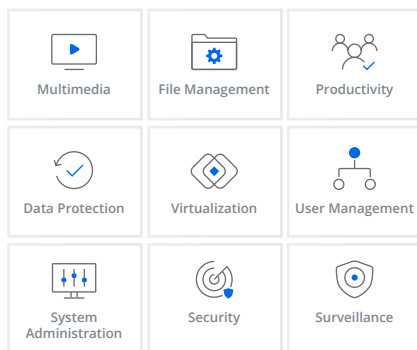 Multimedia
File Management
Productivity
Data Protection
Virtualization
User Management
System
Administration
Security
Surveillance